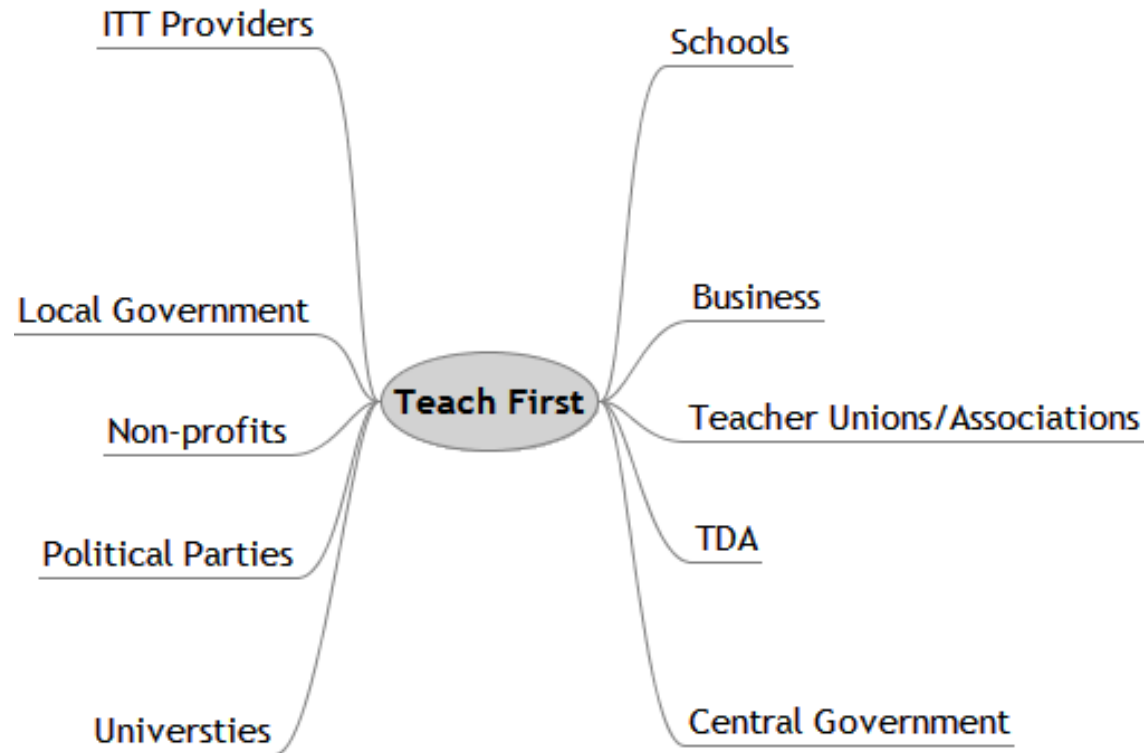 ITT Providers
Local Government
Non-profits
Political Parties
Universties
Teach First
Schools
Business
Teacher Unions/Associations
TDA
Central Government